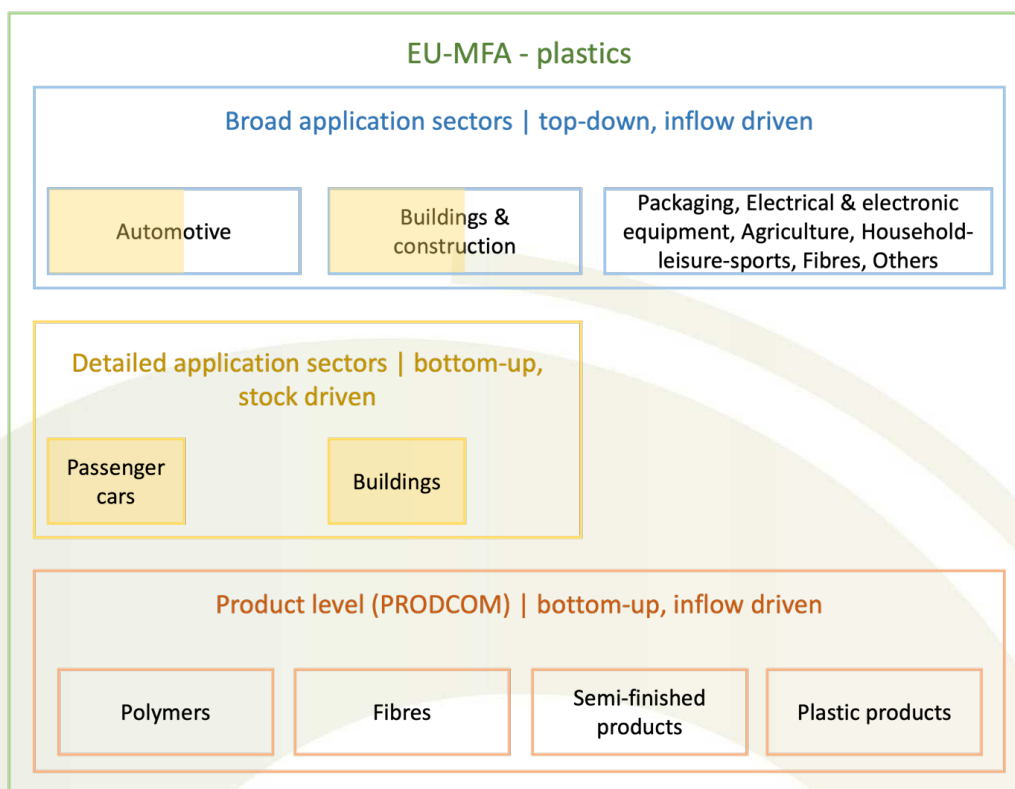 EU-MFA - plastics
Broad application sectors | top-down, inflow driven
Automotive
Buildings &
construction
Packaging, Electrical & electronic
equipment, Agriculture, Household-
leisure-sports, Fibres, Others
Detailed application sectors | bottom-up,
stock driven
Passenger
cars
Buildings
Product level (PRODCOM) | bottom-up, inflow driven
Polymers
Fibres
Semi-finished
products
Plastic products